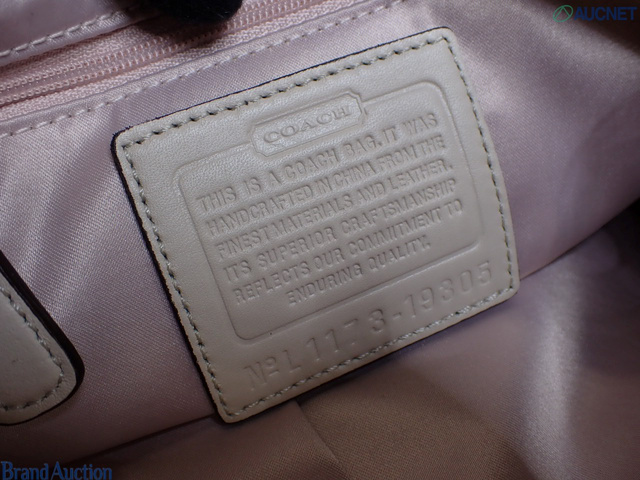 AUCNET
COACH
THIS IS A COACH BAG. IT WAS
HANDCRAFTED IN CHINA FROM THE
FINEST MATERIALS AND LEATHER.
ITS SUPERIOR CRAFTSMANSHIP
REFLECTS OUR COMMITMENT TO
ENDURING QUALITY.
Nº L1173-19305
Brand Auction